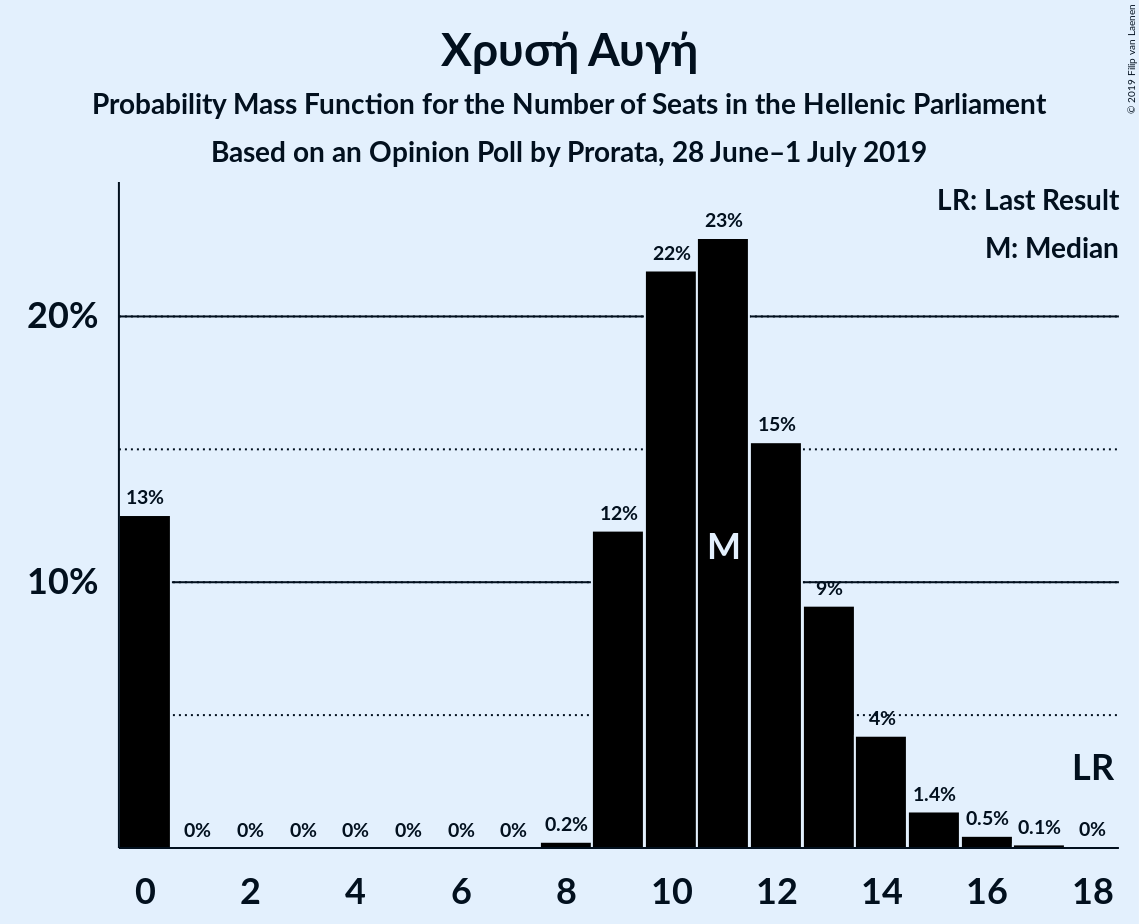 Χρυσή Αυγή
Probability Mass Function for the Number of Seats in the Hellenic Parliament
Based on an Opinion Poll by Prorata, 28 June–1 July 2019
© 2019 Filip van Laenen
LR: Last Result
M: Median
20%
10%
13%
0%
0%
0%
0%
0%
0%
0%
0.2%
12%
22%
23%
15%
9%
4%
1.4%
0.5%
0.1%
0%
M
LR
0 2 4 6 8 10 12 14 16 18